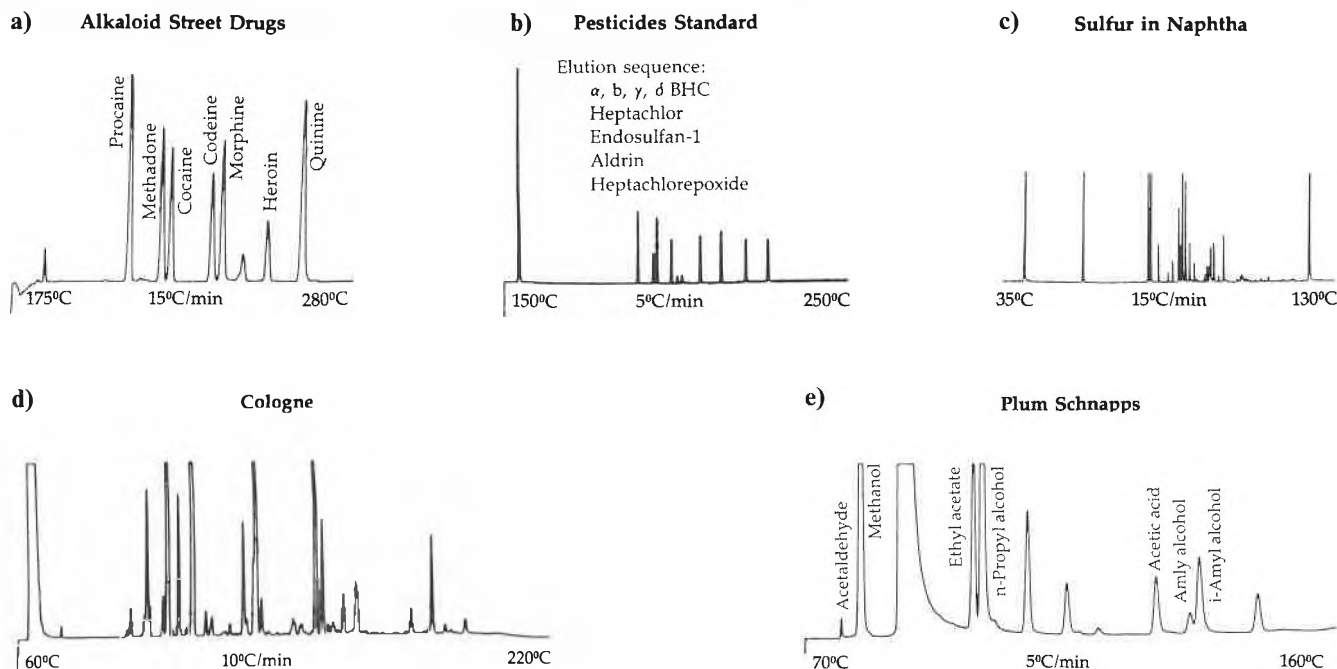 a) Alkaloid Street Drugs
Procaine
Methadone
Cocaine
Codeine
Morphine
Heroin
Quinine
175ºC 15ºC/min 280ºC
b) Pesticides Standard
Elution sequence:
α, b, γ, δ BHC
Heptachlor
Endosulfan-1
Aldrin
Heptachlorepoxide
150ºC 5ºC/min 250ºC
c) Sulfur in Naphtha
35ºC 15ºC/min 130ºC
d) Cologne
60ºC 10ºC/min 220ºC
e) Plum Schnapps
Acetaldehyde
Methanol
Ethyl acetate
n-Propyl alcohol
Acetic acid
Amly alcohol
i-Amyl alcohol
70ºC 5ºC/min 160ºC